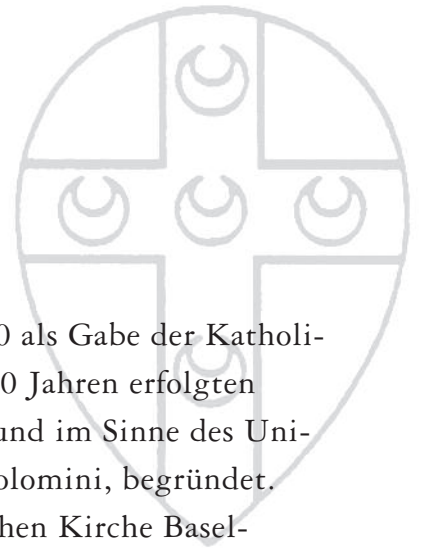 0 als Gabe der Katholi-
0 Jahren erfolgten
und im Sinne des Uni-
olomini, begründet.
hen Kirche Basel-